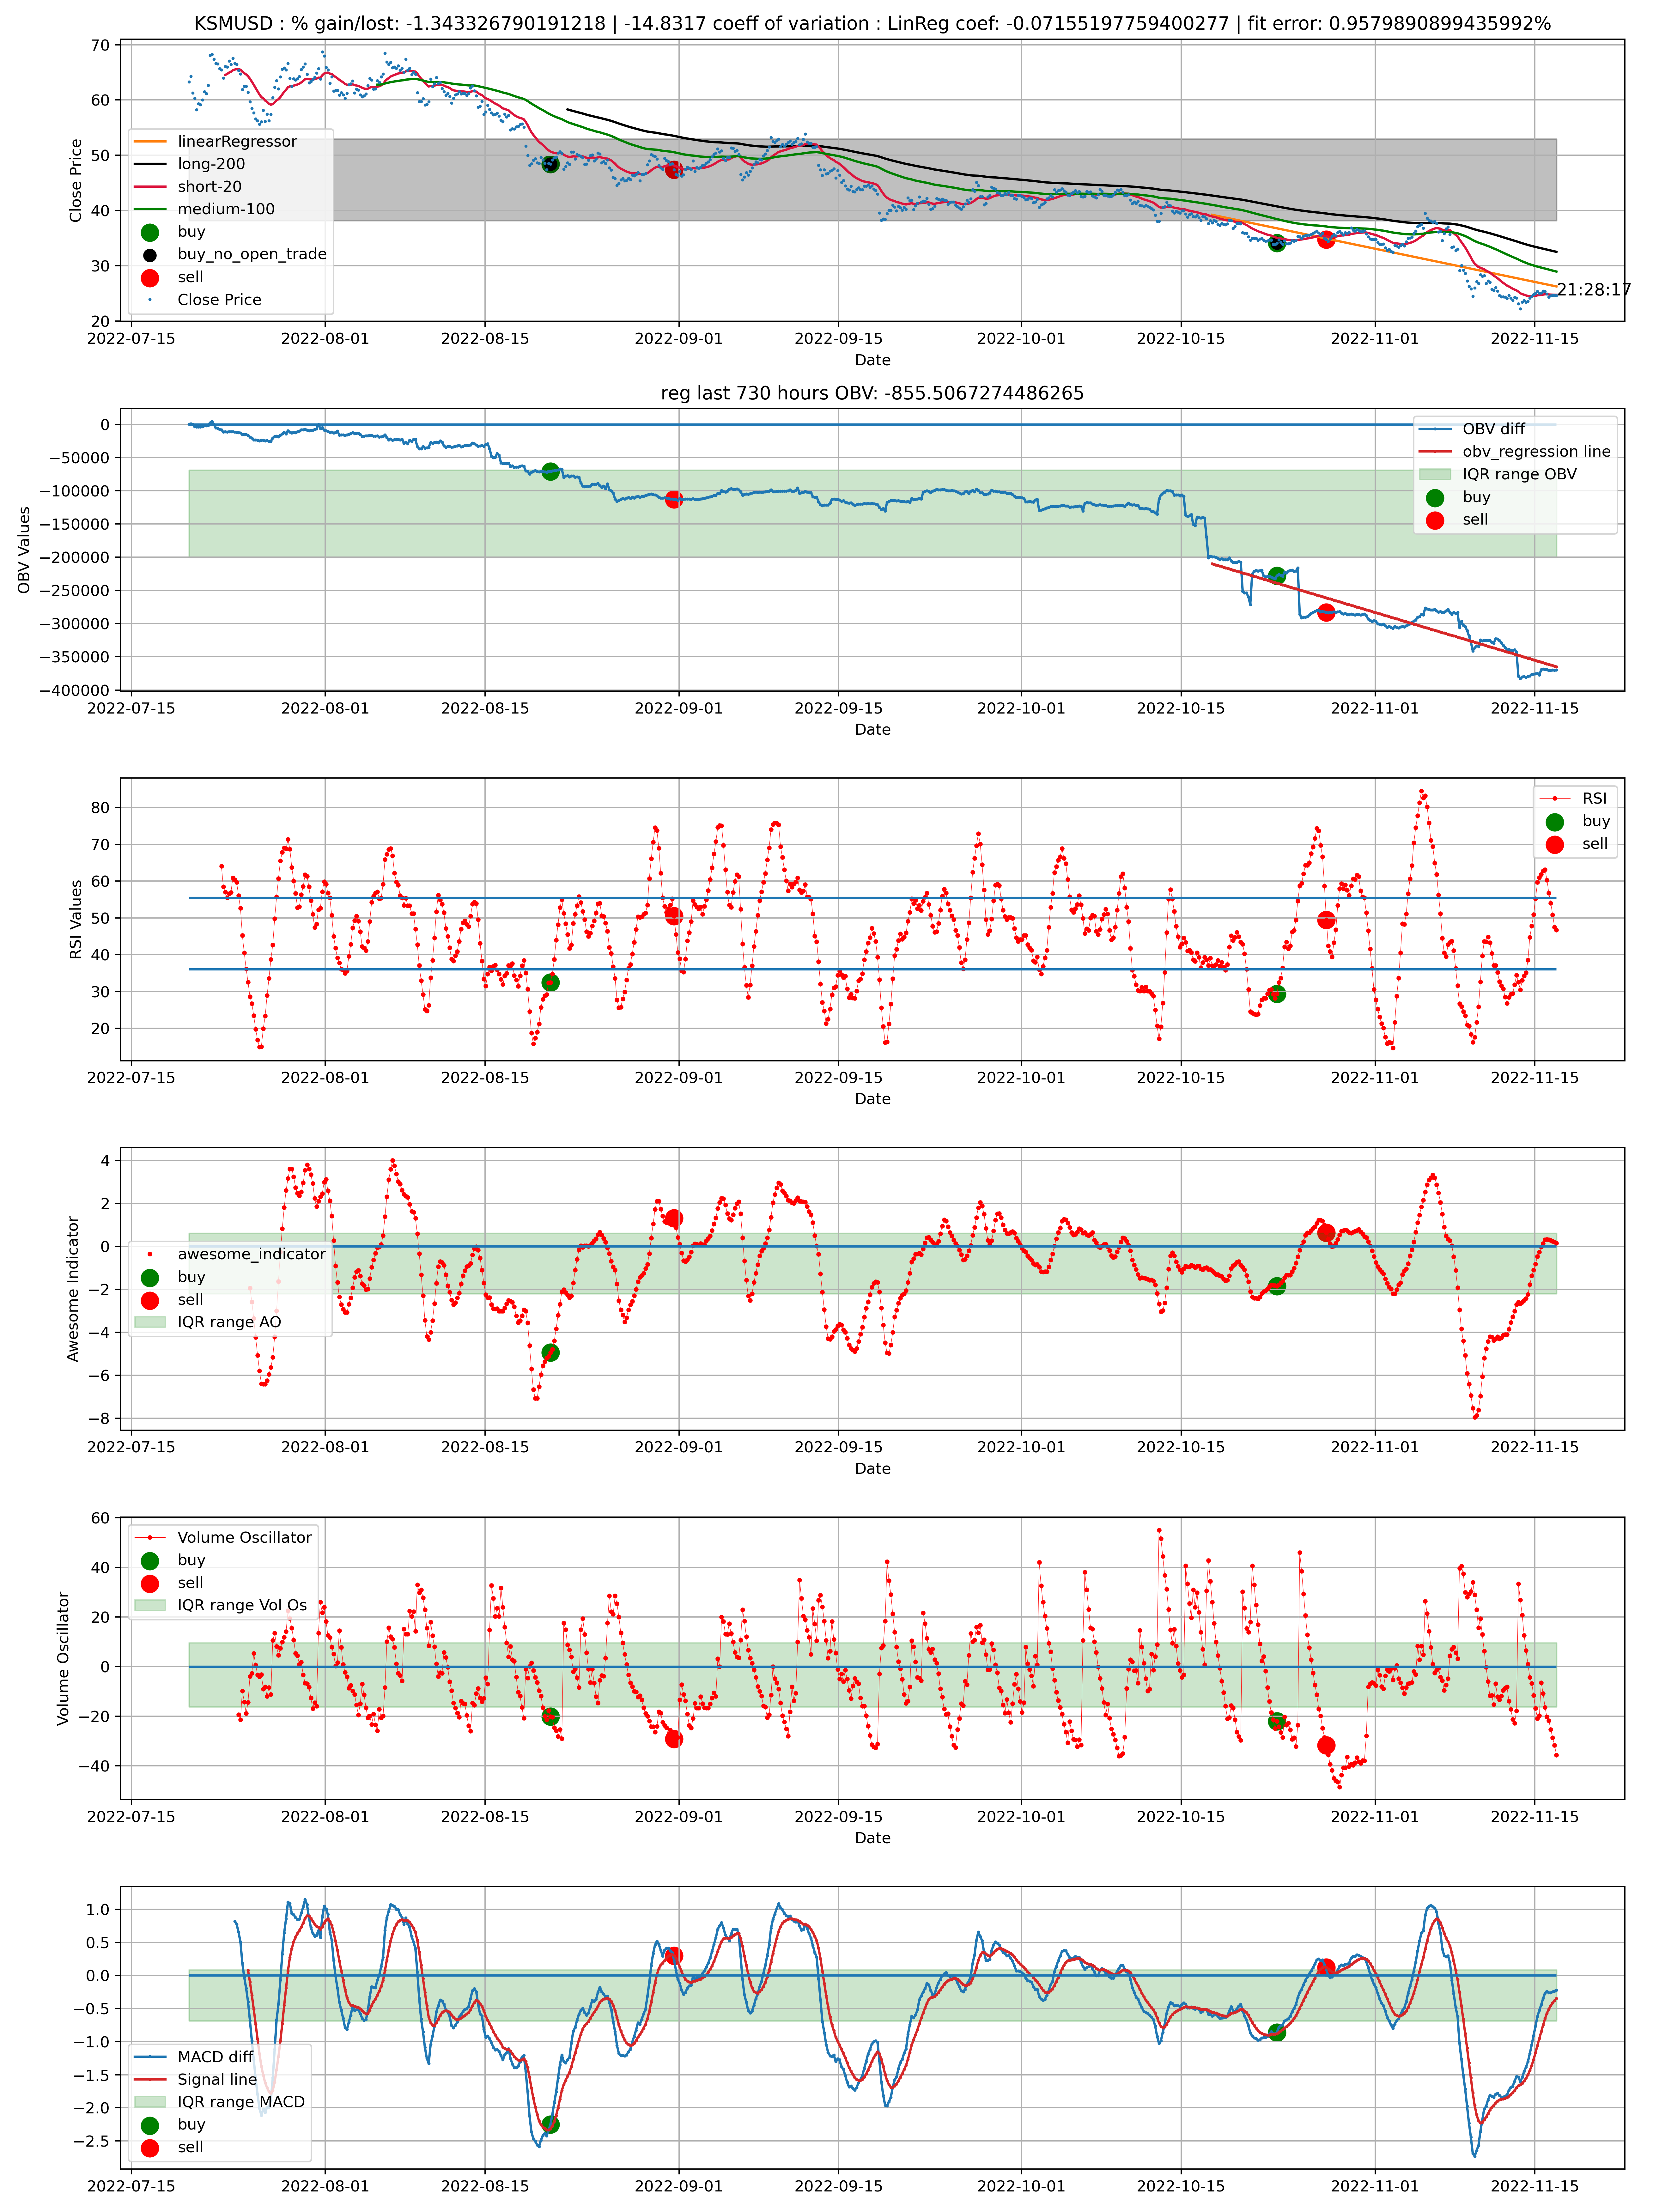 KSMUSD : % gain/lost: -1.343326790191218 | -14.8317 coeff of variation : LinReg coef: -0.07155197759400277 | fit error: 0.9579890899435992%
70
60
50
40
30
20
Close Price
linearRegressor
long-200
short-20
medium-100
buy
buy_no_open_trade
sell
Close Price
21:28:17
2022-07-15 2022-08-01 2022-08-15 2022-09-01 2022-09-15 2022-10-01 2022-10-15 2022-11-01 2022-11-15
Date
reg last 730 hours OBV: -855.5067274486265
0
−50000
−100000
−150000
−200000
−250000
−300000
−350000
−400000
OBV Values
OBV diff
obv_regression line
IQR range OBV
buy
sell
2022-07-15 2022-08-01 2022-08-15 2022-09-01 2022-09-15 2022-10-01 2022-10-15 2022-11-01 2022-11-15
Date
80
70
60
50
40
30
20
RSI Values
RSI
buy
sell
2022-07-15 2022-08-01 2022-08-15 2022-09-01 2022-09-15 2022-10-01 2022-10-15 2022-11-01 2022-11-15
Date
4
2
0
−2
−4
−6
−8
Awesome Indicator
awesome_indicator
buy
sell
IQR range AO
2022-07-15 2022-08-01 2022-08-15 2022-09-01 2022-09-15 2022-10-01 2022-10-15 2022-11-01 2022-11-15
Date
60
40
20
0
−20
−40
Volume Oscillator
Volume Oscillator
buy
sell
IQR range Vol Os
2022-07-15 2022-08-01 2022-08-15 2022-09-01 2022-09-15 2022-10-01 2022-10-15 2022-11-01 2022-11-15
Date
1.0
0.5
0.0
−0.5
−1.0
−1.5
−2.0
−2.5
MACD diff
Signal line
IQR range MACD
buy
sell
2022-07-15 2022-08-01 2022-08-15 2022-09-01 2022-09-15 2022-10-01 2022-10-15 2022-11-01 2022-11-15